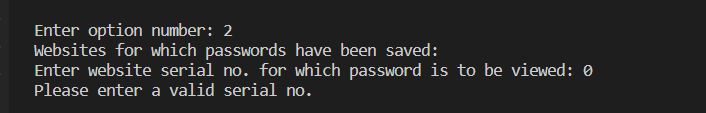 Enter option number: 2
Websites for which passwords have been saved:
Enter website serial no. for which password is to be viewed: 0
Please enter a valid serial no.